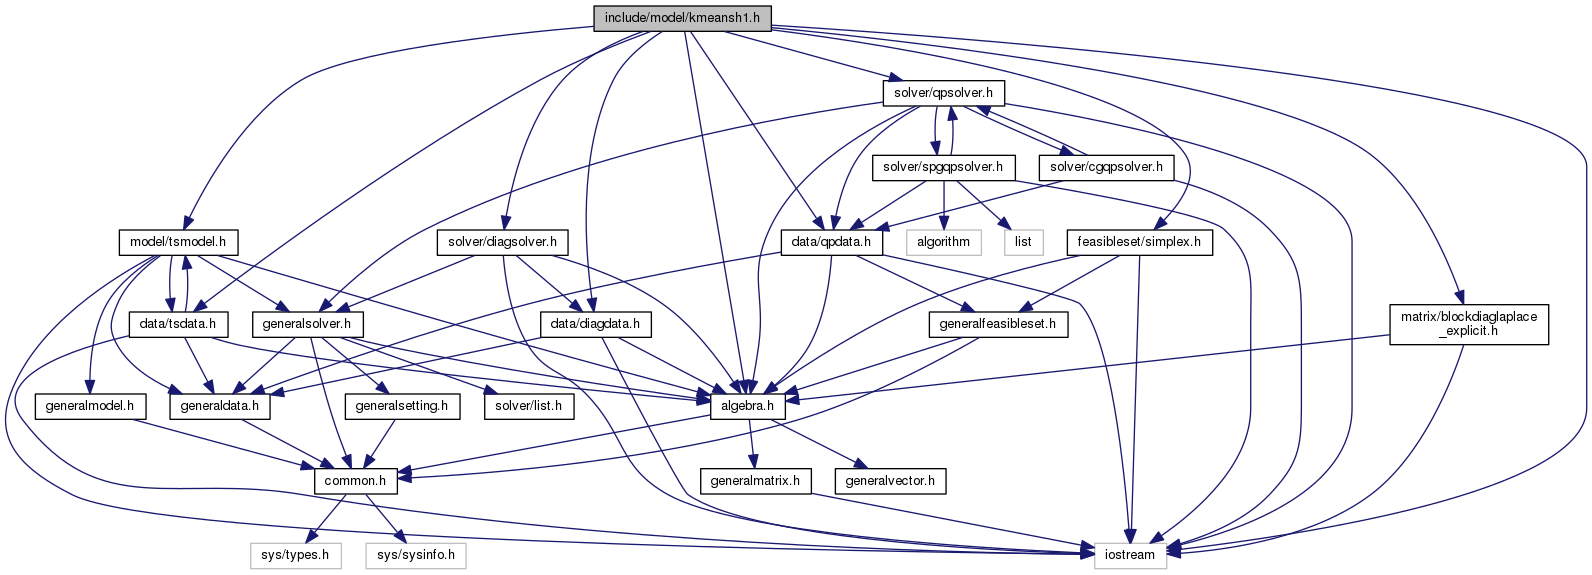 include/model/kmeansh1.h
solver/qpsolver.h
solver/spgqpsolver.h
solver/cgqpsolver.h
model/tsmodel.h
solver/diagsolver.h
data/qpdata.h
algorithm
list
feasibleset/simplex.h
data/tsdata.h
generalsolver.h
data/diagdata.h
generalfeasibleset.h
matrix/blockdiaglaplace
_explicit.h
generalmodel.h
generaldata.h
generalsetting.h
solver/list.h
algebra.h
common.h
generalmatrix.h
generalvector.h
sys/types.h
sys/sysinfo.h
iostream